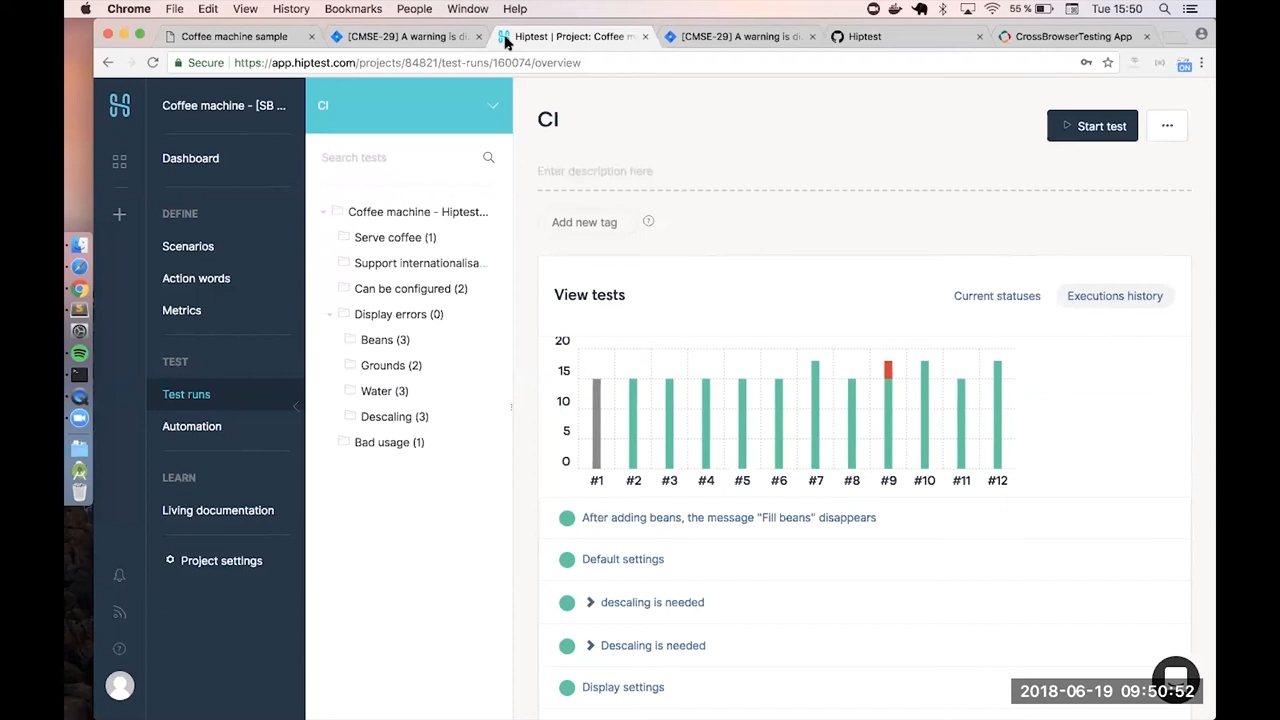 Chrome File Edit View History Bookmarks People Window Help 55 % Tue 15:50
Coffee machine sample [CMSE-29] A warning is di Hiptest | Project: Coffee m [CMSE-29] A warning is di Hiptest CrossBrowserTesting App
Secure https://app.hiptest.com/projects/84821/test-runs/160074/overview
ON
Coffee machine - [SB ...
Dashboard
DEFINE
Scenarios
Action words
Metrics
TEST
Test runs
Automation
LEARN
Living documentation
Project settings
CI
Search tests
Coffee machine - Hiptest...
Serve coffee (1)
Support internationalisa...
Can be configured (2)
Display errors (0)
Beans (3)
Grounds (2)
Water (3)
Descaling (3)
Bad usage (1)
CI
Start test
...
Enter description here
Add new tag ?
View tests Current statuses Executions history
20
15
10
5
0
#1 #2 #3 #4 #5 #6 #7 #8 #9 #10 #11 #12
After adding beans, the message "Fill beans" disappears
Default settings
descaling is needed
Descaling is needed
Display settings
2018-06-19 09:50:52